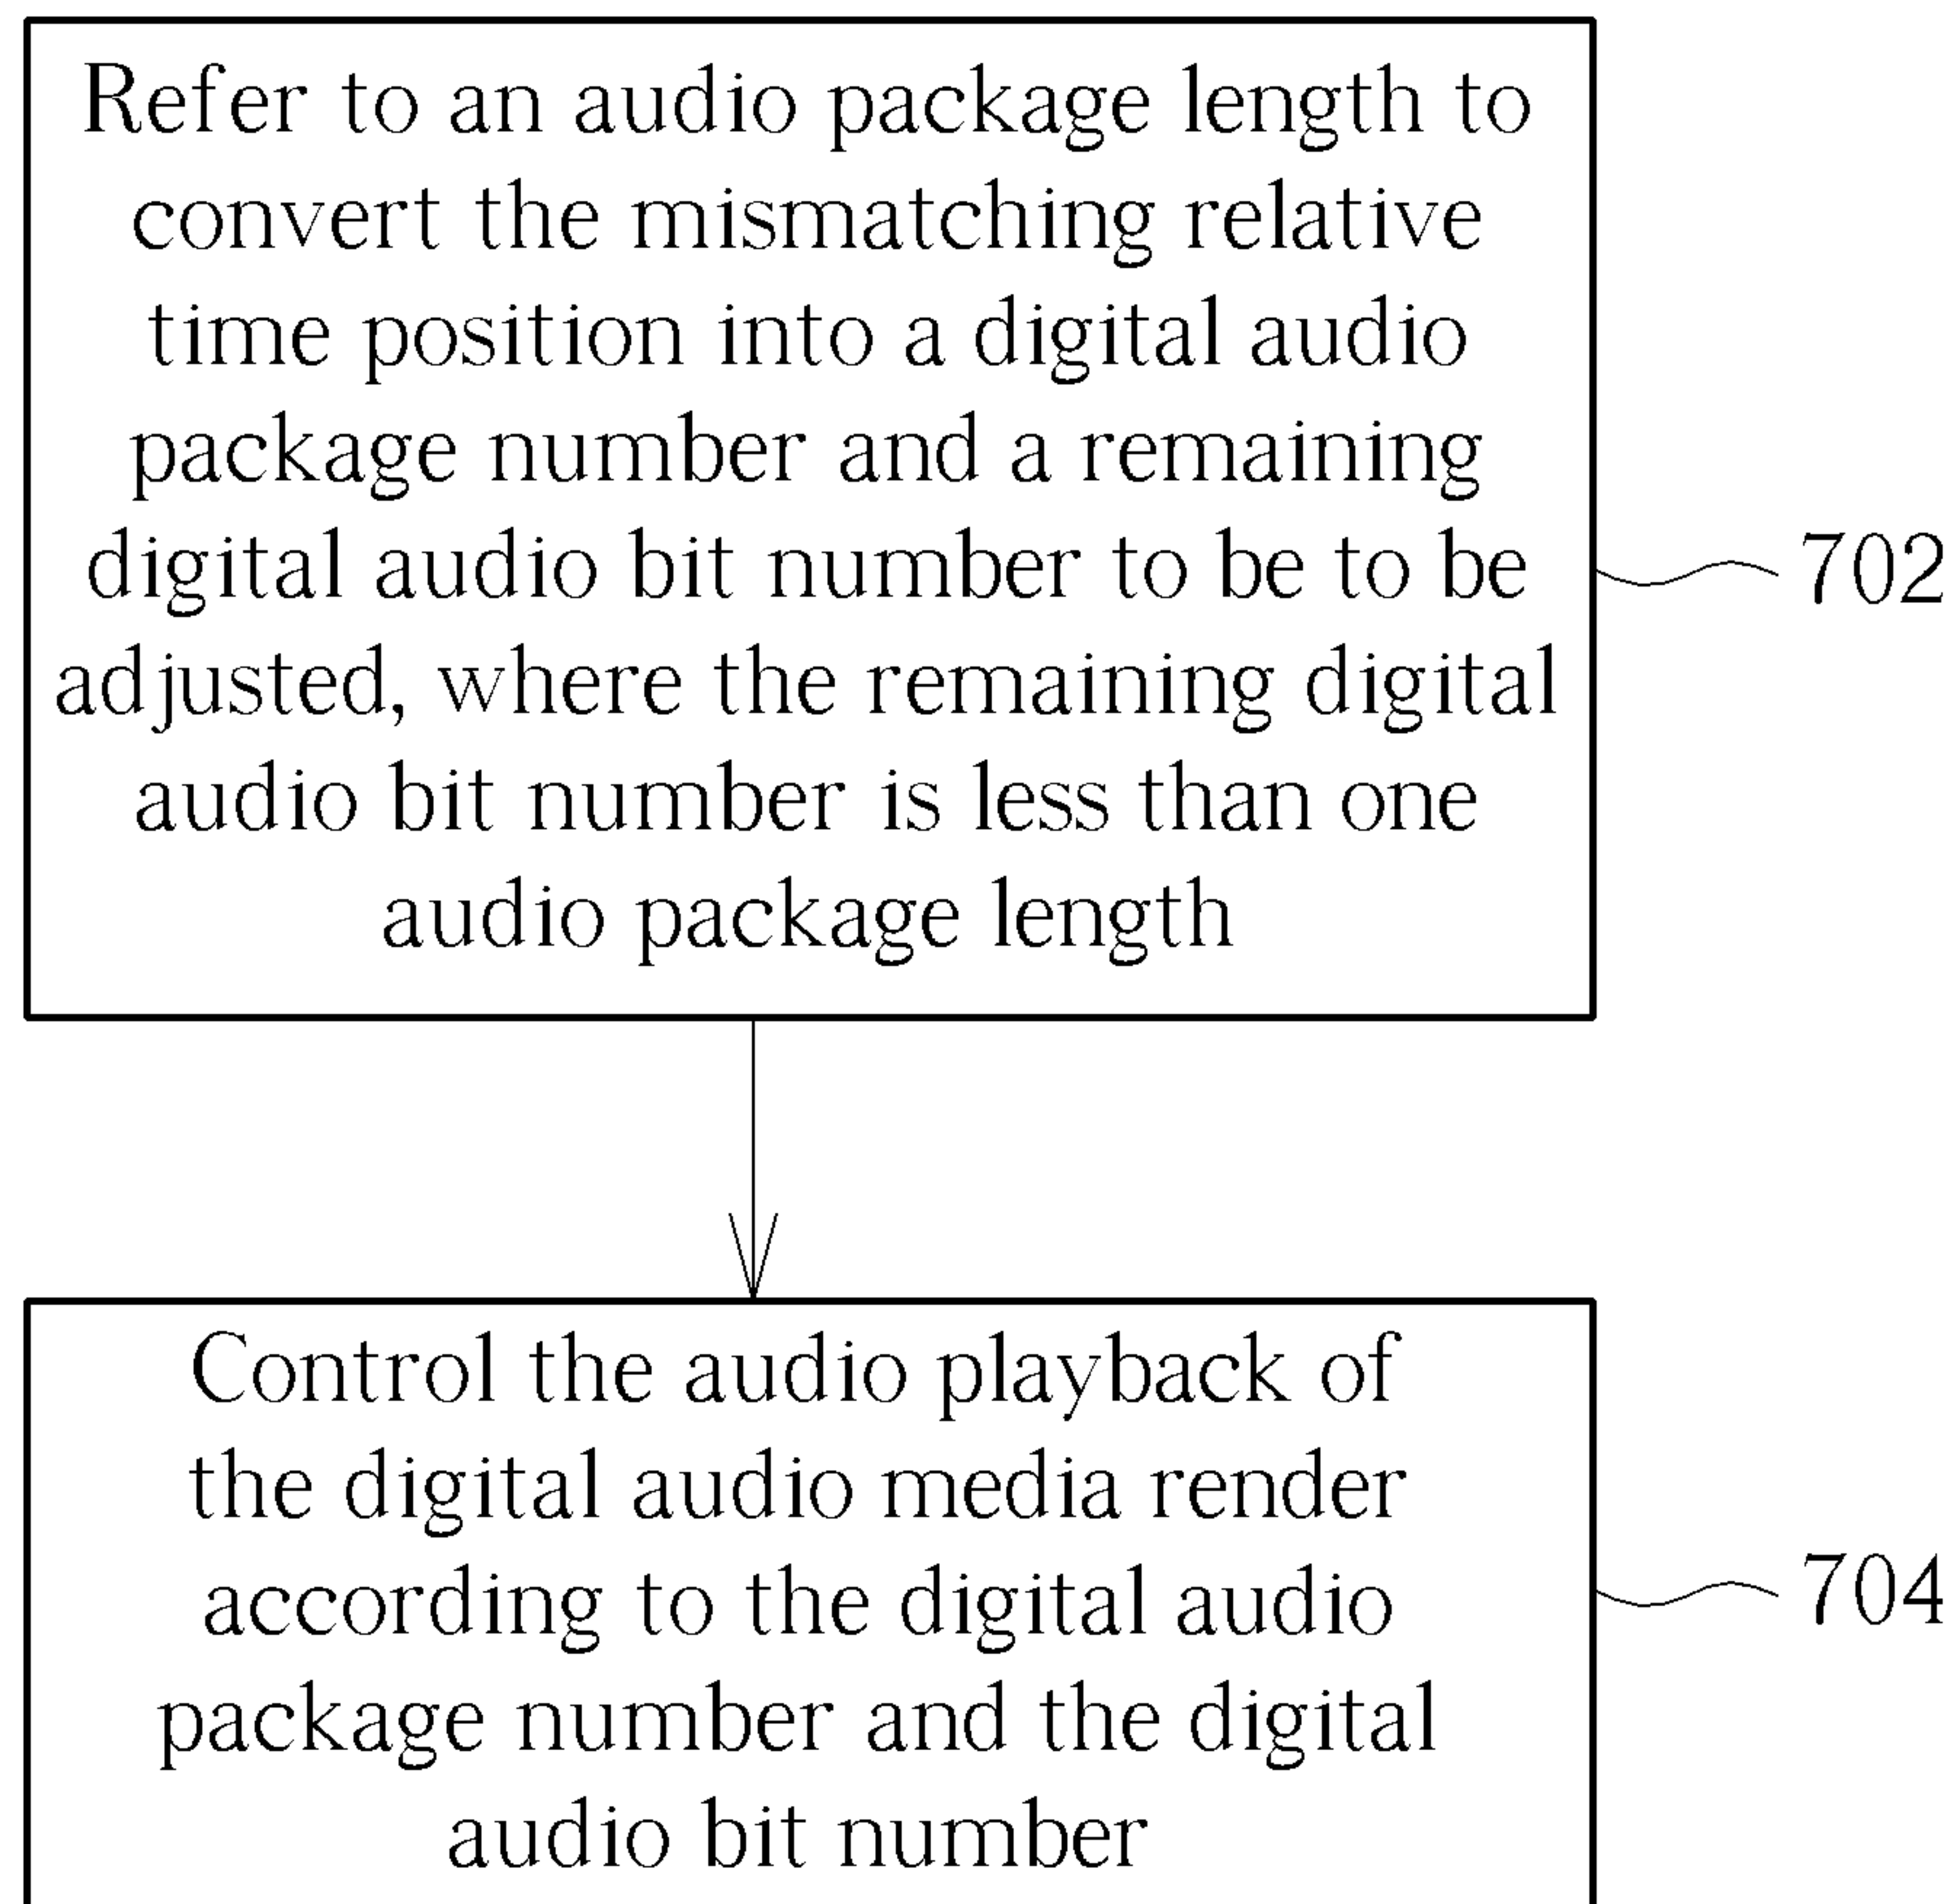 Refer to an audio package length to
convert the mismatching relative
time position into a digital audio
package number and a remaining
digital audio bit number to be to be
adjusted, where the remaining digital
audio bit number is less than one
audio package length
702
Control the audio playback of
the digital audio media render
according to the digital audio
package number and the digital
audio bit number
704